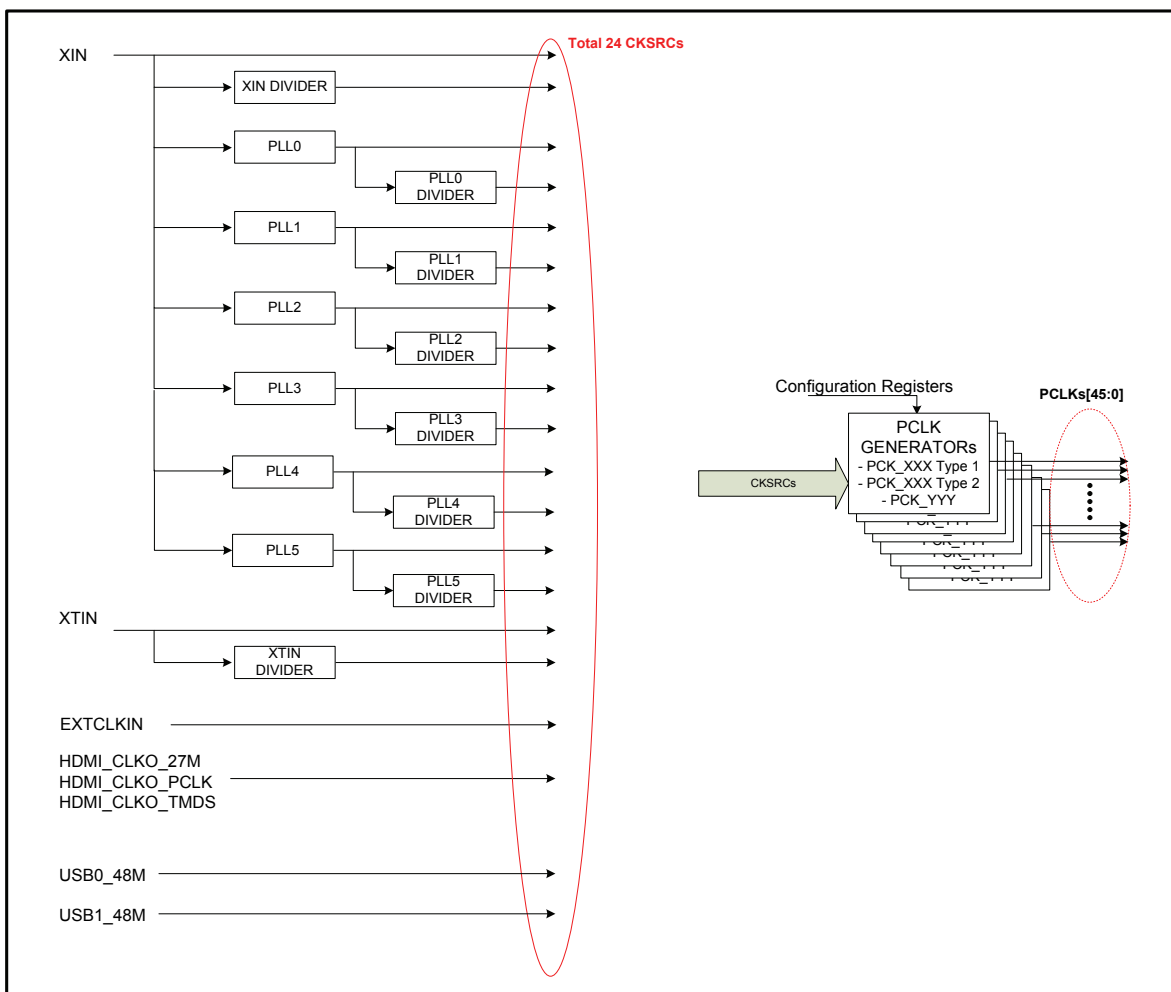 XIN
Total 24 CKSRCs
XIN DIVIDER
PLL0
PLL0
DIVIDER
PLL1
PLL1
DIVIDER
PLL2
PLL2
DIVIDER
PLL3
PLL3
DIVIDER
PLL4
PLL4
DIVIDER
PLL5
PLL5
DIVIDER
XTIN
XTIN
DIVIDER
EXTCLKIN
HDMI_CLKO_27M
HDMI_CLKO_PCLK
HDMI_CLKO_TMDS
USB0_48M
USB1_48M
Configuration Registers
PCLKs[45:0]
CKSRCs
PCLK
GENERATORs
- PCK_XXX Type 1
- PCK_XXX Type 2
- PCK_YYY